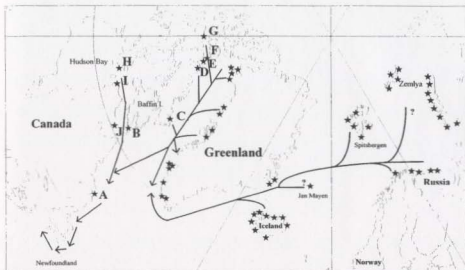 G
F
H
Hudson Bay
E
I
D
Zemlya
Baffin I.
C
?
J
B
Canada
Greenland
Spitsbergen
Russia
?
Jan Mayen
A
Iceland
Newfoundland
Norway